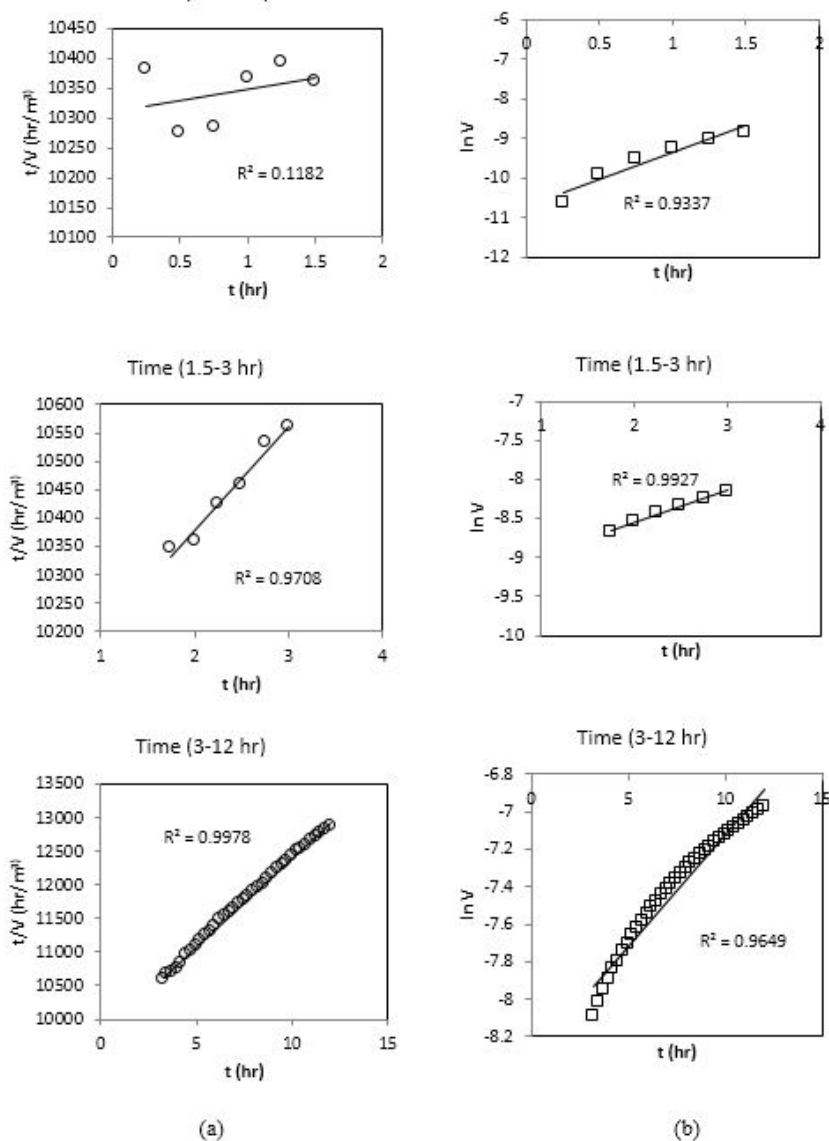 10450
10400
10350
10300
10250
10200
10150
10100
t/V (hr/m³)
R² = 0.1182
0 0.5 1 1.5 2
t (hr)
-5
-6
-7
-8
-9
-10
-11
-12
ln V
0 0.5 1 1.5 2
R² = 0.9337
t (hr)
Time (1.5-3 hr)
10600
10550
10500
10450
10400
10350
10300
10250
10200
t/V (hr/m³)
R² = 0.9708
1 2 3 4
t (hr)
Time (1.5-3 hr)
-7
-7.5
-8
-8.5
-9
-9.5
-10
ln V
1 2 3 4
R² = 0.9927
t (hr)
Time (3-12 hr)
13500
13000
12500
12000
11500
11000
10500
10000
t/V (hr/m³)
R² = 0.9978
0 5 10 15
t (hr)
Time (3-12 hr)
-6.8
-7
-7.2
-7.4
-7.6
-7.8
-8
-8.2
ln V
0 5 10 15
R² = 0.9649
t (hr)
(a)
(b)